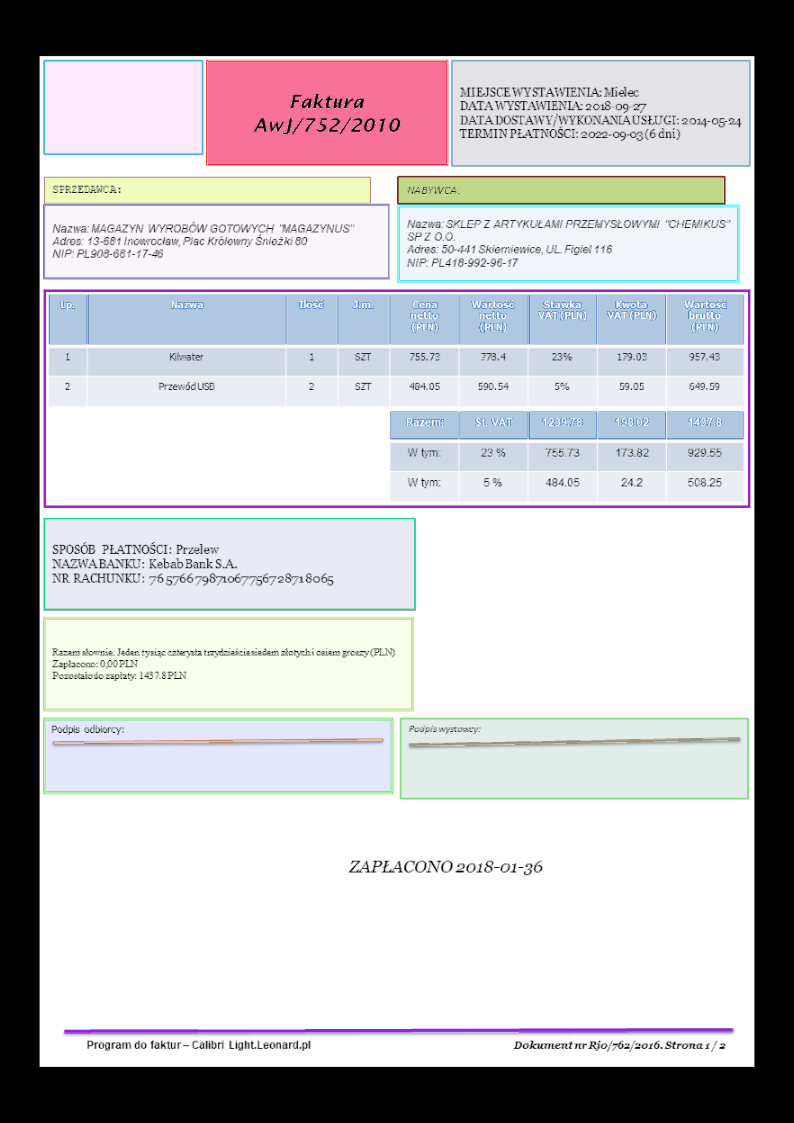 Faktura
AwJ/752/2010
MIEJSCE WYSTAWIENIA: Mielec
DATA WYSTAWIENIA: 2018-09-27
DATA DOSTAWY/WYKONANIA USŁUGI: 2014-05-24
TERMIN PŁATNOŚCI: 2022-09-03 (6 dni)
SPRZEDAWCA:
Nazwa: MAGAZYN WYROBÓW GOTOWYCH "MAGAZYNUS"
Adres: 13-681 Inowrocław, Plac Królewny Śnieżki 80
NIP: PL908-681-17-46
NABYWCA:
Nazwa: SKLEP Z ARTYKUŁAMI PRZEMYSŁOWYMI "CHEMIKUS"
SP Z O.O.
Adres: 50-441 Skierniewice, UL. Figiel 116
NIP: PL418-992-96-17
Lp. Nazwa Ilość J.m. Cena netto (PLN) Wartość netto (PLN) Stawka VAT (PLN) Kwota VAT (PLN) Wartość brutto (PLN)
1 Kilwater 1 SZT 755.73 778.4 23% 179.03 957.43
2 Przewód USB 2 SZT 484.05 590.54 5% 59.05 649.59
Razem: St. VAT 1239.78 198.02 1437.8
W tym: 23 % 755.73 173.82 929.55
W tym: 5 % 484.05 24.2 508.25
SPOSÓB PŁATNOŚCI: Przelew
NAZWA BANKU: Kebab Bank S.A.
NR RACHUNKU: 76 5766798710677567 28718065
Razem słownie: Jeden tysiąc czterysta trzydzieści siedem złotych i osiem groszy (PLN)
Zapłacono: 0,00 PLN
Pozostało do zapłaty: 1437.8 PLN
Podpis odbiorcy:
Podpis wystawcy:
ZAPŁACONO 2018-01-36
Program do faktur – Calibri Light.Leonard.pl
Dokument nr Rjo/762/2016. Strona 1 / 2